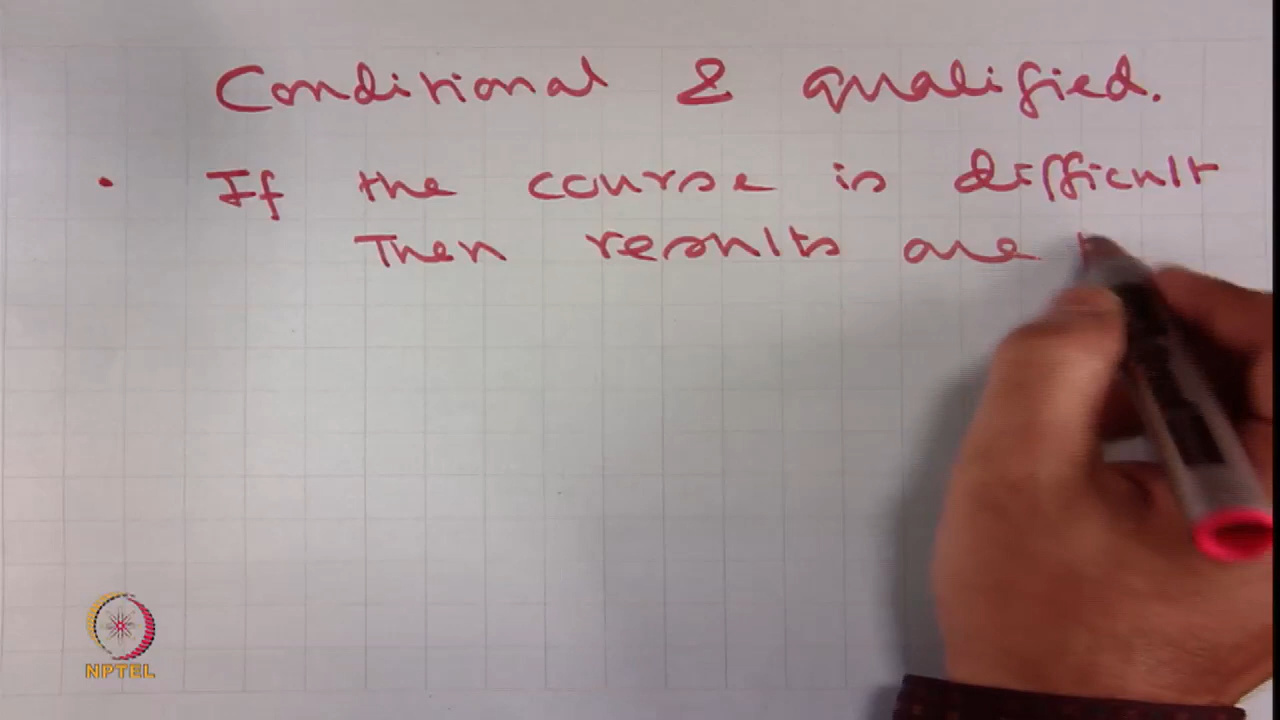 Conditional & qualified.
• If the course is difficult
Then results are
NPTEL